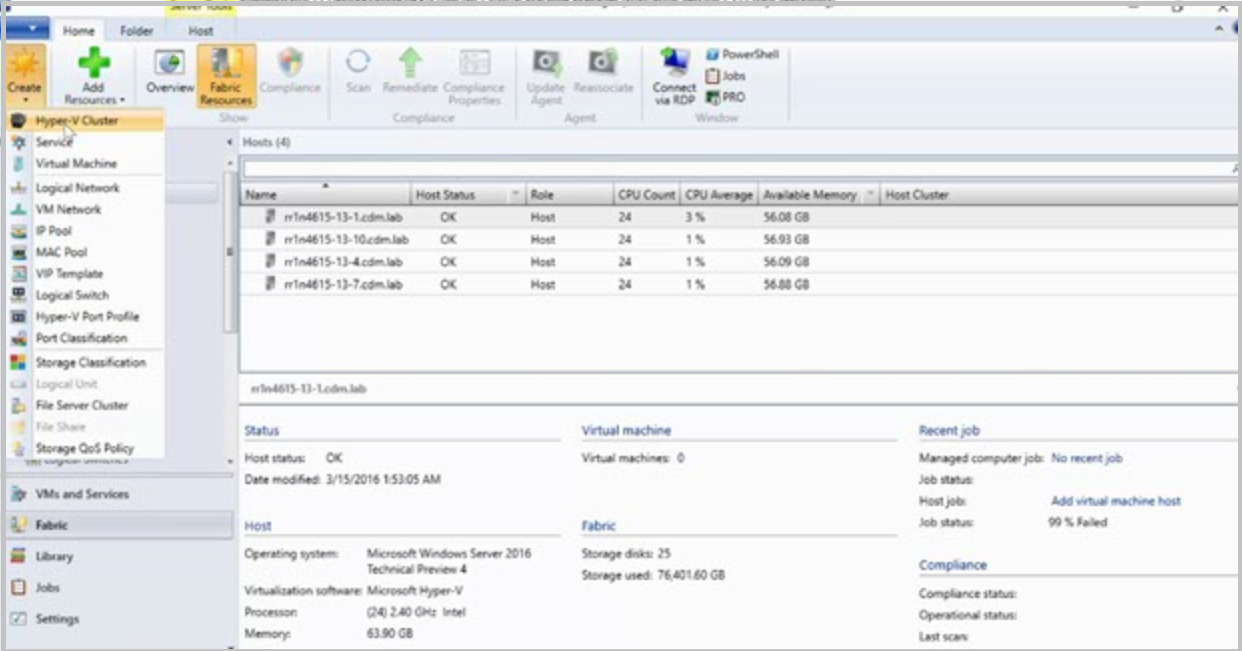 Server Tools
Home Folder Host
Create
Add Resources
Overview
Fabric Resources
Compliance
Scan
Remediate
Compliance Properties
Update Agent
Reassociate
Connect via RDP
PowerShell
Jobs
PRO
Show
Compliance
Agent
Window
Hyper-V Cluster
Service
Virtual Machine
Logical Network
VM Network
IP Pool
MAC Pool
VIP Template
Logical Switch
Hyper-V Port Profile
Port Classification
Storage Classification
Logical Unit
File Server Cluster
File Share
Storage QoS Policy
Logical Switches
VMs and Services
Fabric
Library
Jobs
Settings
Hosts (4)
Name Host Status Role CPU Count CPU Average Available Memory Host Cluster
rr1n4615-13-1.cdm.lab OK Host 24 3 % 56.08 GB
rr1n4615-13-10.cdm.lab OK Host 24 1 % 56.93 GB
rr1n4615-13-4.cdm.lab OK Host 24 1 % 56.09 GB
rr1n4615-13-7.cdm.lab OK Host 24 1 % 56.88 GB
rr1n4615-13-1.cdm.lab
Status
Host status: OK
Date modified: 3/15/2016 1:53:05 AM
Host
Operating system: Microsoft Windows Server 2016
Technical Preview 4
Virtualization software: Microsoft Hyper-V
Processor: (24) 2.40 GHz Intel
Memory: 63.90 GB
Virtual machine
Virtual machines: 0
Fabric
Storage disks: 25
Storage used: 76,401.60 GB
Recent job
Managed computer job: No recent job
Job status:
Host job: Add virtual machine host
Job status: 99 % Failed
Compliance
Compliance status:
Operational status:
Last scan: